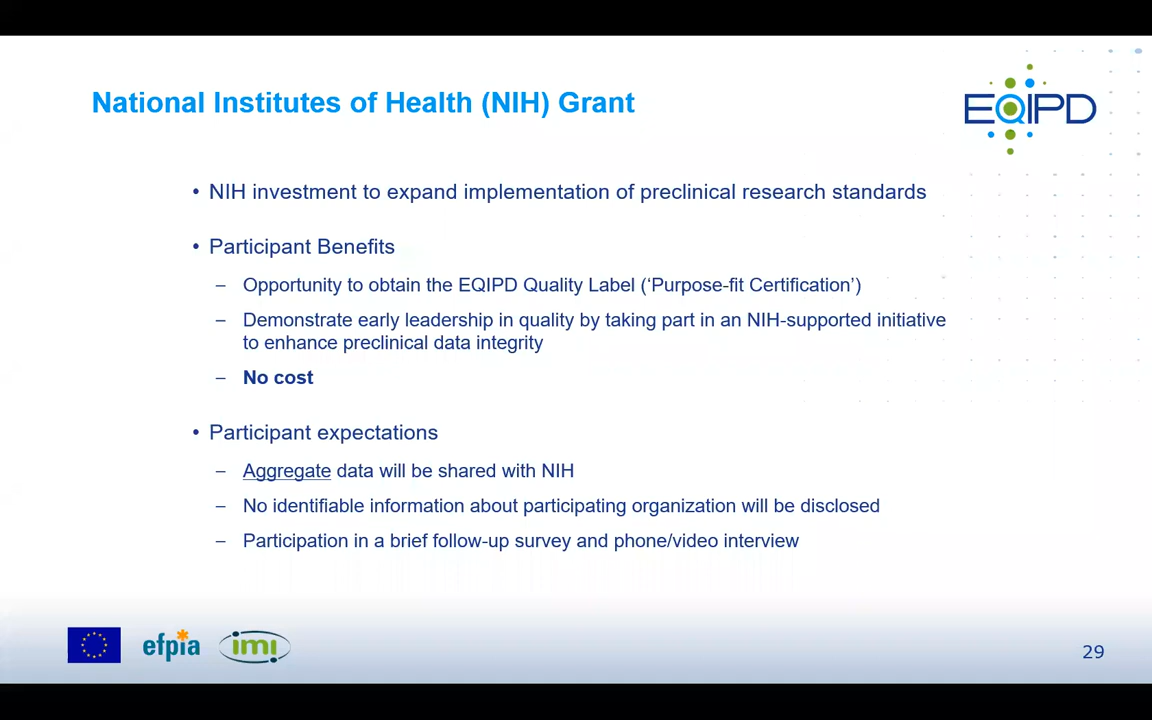 National Institutes of Health (NIH) Grant
EQIPD
• NIH investment to expand implementation of preclinical research standards
• Participant Benefits
– Opportunity to obtain the EQIPD Quality Label (‘Purpose-fit Certification’)
– Demonstrate early leadership in quality by taking part in an NIH-supported initiative
to enhance preclinical data integrity
– No cost
• Participant expectations
– Aggregate data will be shared with NIH
– No identifiable information about participating organization will be disclosed
– Participation in a brief follow-up survey and phone/video interview
efpia
imi
29